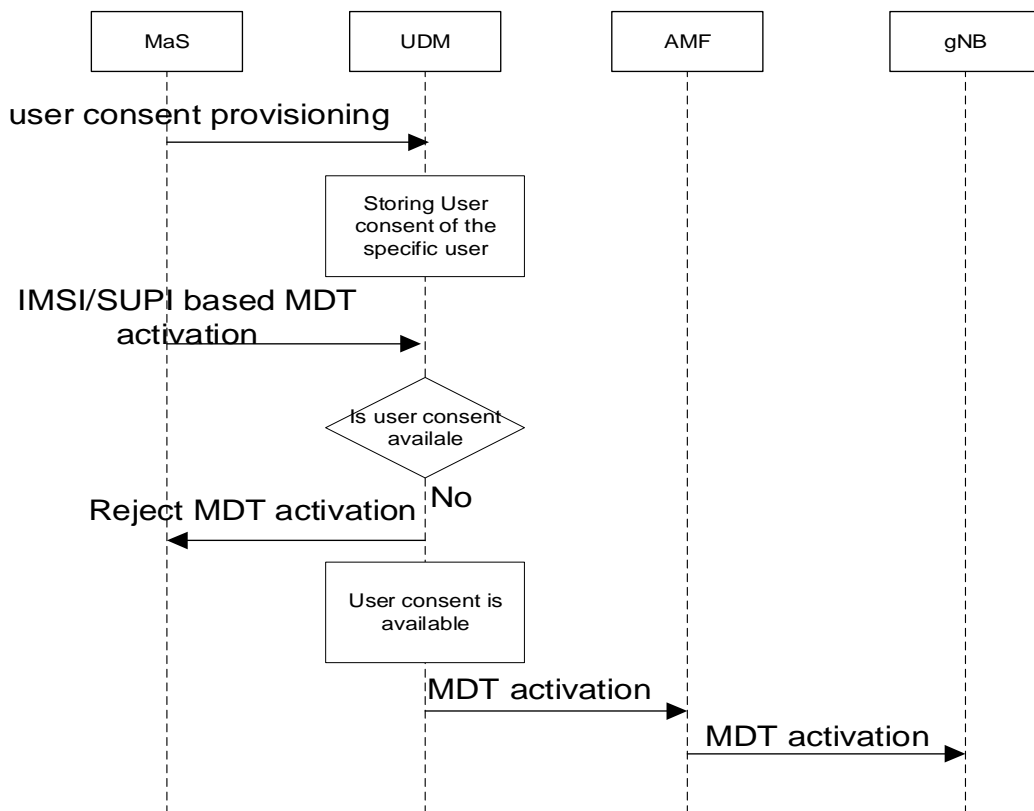 MaS
UDM
AMF
gNB
user consent provisioning
Storing User
consent of the
specific user
IMSI/SUPI based MDT
activation
Is user consent
availale
No
Reject MDT activation
User consent is
available
MDT activation
MDT activation